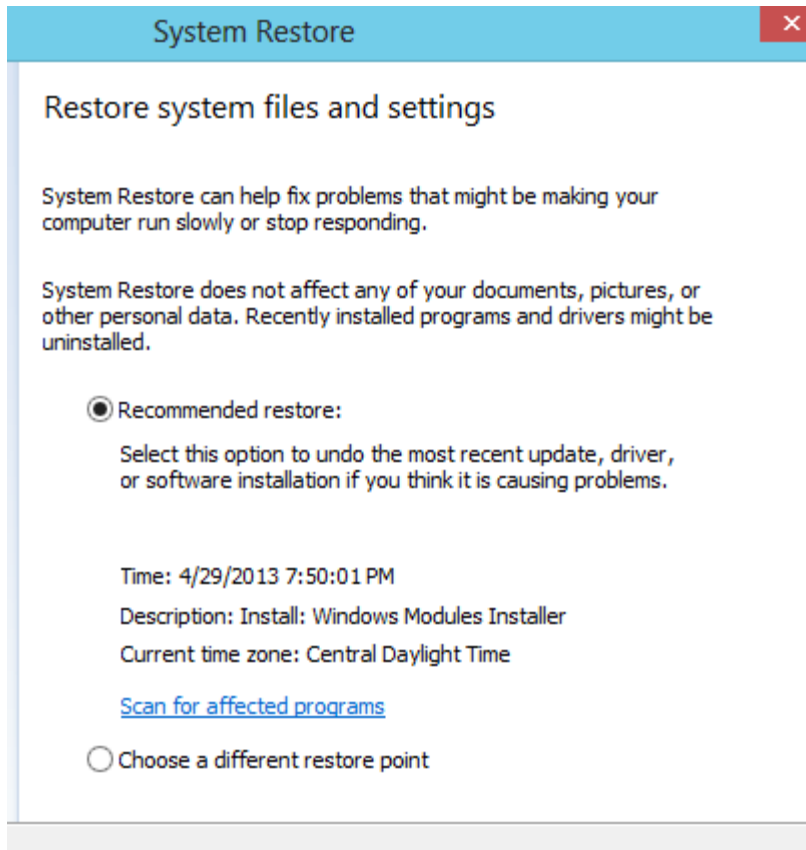 System Restore
Restore system files and settings
System Restore can help fix problems that might be making your
computer run slowly or stop responding.
System Restore does not affect any of your documents, pictures, or
other personal data. Recently installed programs and drivers might be
uninstalled.
Recommended restore:
Select this option to undo the most recent update, driver,
or software installation if you think it is causing problems.
Time: 4/29/2013 7:50:01 PM
Description: Install: Windows Modules Installer
Current time zone: Central Daylight Time
Scan for affected programs
Choose a different restore point